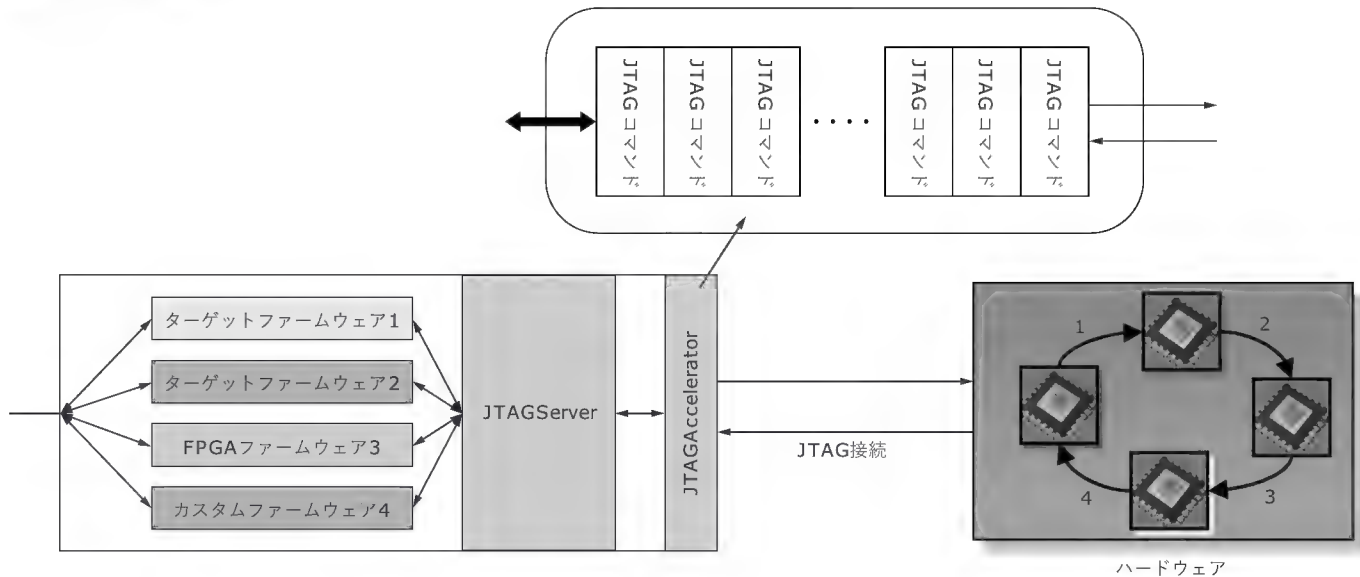 JTAGコマンド
JTAGコマンド
JTAGコマンド
JTAGコマンド
JTAGコマンド
JTAGコマンド
ターゲットファームウェア1
ターゲットファームウェア2
FPGAファームウェア3
カスタムファームウェア4
JTAGServer
JTAGAccelerator
JTAG接続
1
2
3
4
ハードウェア